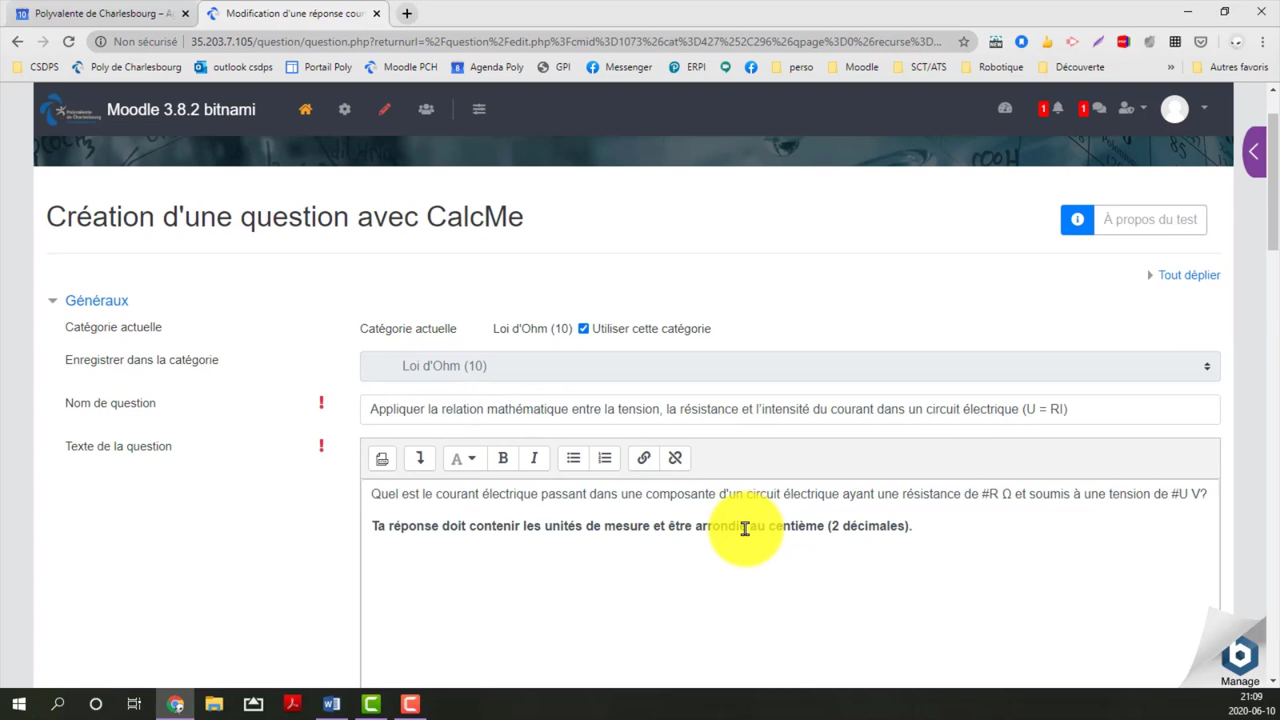 Polyvalente de Charlesbourg – A
Modification d'une réponse cour
Non sécurisé
35.203.7.105/question/question.php?returnurl=%2Fquestion%2Fedit.php%3Fcmid%3D1073%26cat%3D427%252C296%26qpage%3D0%26recurse%3D...
CSDPS Poly de Charlesbourg outlook csdps Portail Poly Moodle PCH Agenda Poly GPI Messenger ERPI perso Moodle SCT/ATS Robotique Découverte » Autres favoris
Moodle 3.8.2 bitnami
1 1
Création d'une question avec CalcMe
À propos du test
Tout déplier
Généraux
Catégorie actuelle Catégorie actuelle Loi d'Ohm (10) Utiliser cette catégorie
Enregistrer dans la catégorie Loi d'Ohm (10)
Nom de question Appliquer la relation mathématique entre la tension, la résistance et l'intensité du courant dans un circuit électrique (U = RI)
Texte de la question
A B I
Quel est le courant électrique passant dans une composante d'un circuit électrique ayant une résistance de #R Ω et soumis à une tension de #U V?
Ta réponse doit contenir les unités de mesure et être arrondie au centième (2 décimales).
Manage
21:09
2020-06-10